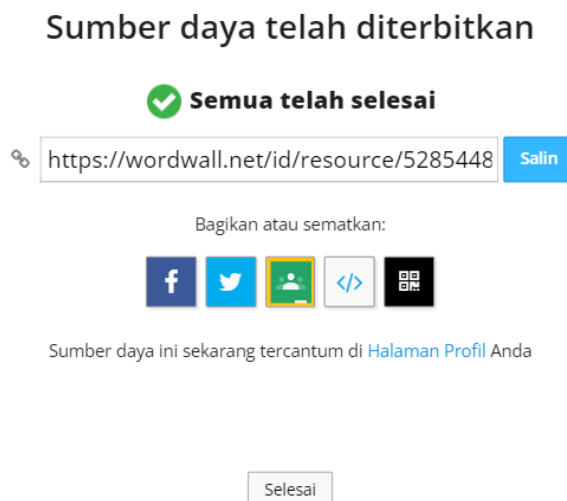 Sumber daya telah diterbitkan
Semua telah selesai
https://wordwall.net/id/resource/5285448
Salin
Bagikan atau sematkan:
f
</>
Sumber daya ini sekarang tercantum di Halaman Profil Anda
Selesai